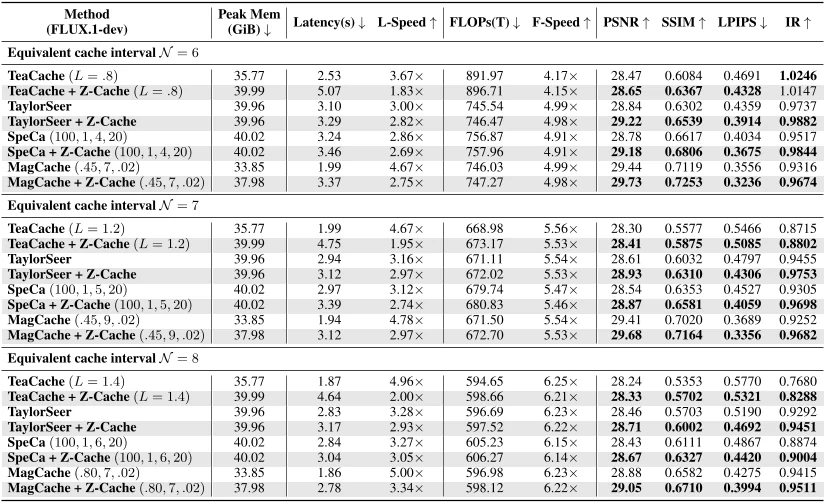 Method (FLUX.1-dev) Peak Mem (GiB) ↓ Latency(s) ↓ L-Speed ↑ FLOPs(T) ↓ F-Speed ↑ PSNR ↑ SSIM ↑ LPIPS ↓ IR ↑
Equivalent cache interval 𝒩 = 6
TeaCache (L = .8) 35.77 2.53 3.67× 891.97 4.17× 28.47 0.6084 0.4691 1.0246
TeaCache + Z-Cache (L = .8) 39.99 5.07 1.83× 896.71 4.15× 28.65 0.6367 0.4328 1.0147
TaylorSeer 39.96 3.10 3.00× 745.54 4.99× 28.84 0.6302 0.4359 0.9737
TaylorSeer + Z-Cache 39.96 3.29 2.82× 746.47 4.98× 29.22 0.6539 0.3914 0.9882
SpeCa (100, 1, 4, 20) 40.02 3.24 2.86× 756.87 4.91× 28.78 0.6617 0.4034 0.9517
SpeCa + Z-Cache (100, 1, 4, 20) 40.02 3.46 2.69× 757.96 4.91× 29.18 0.6806 0.3675 0.9844
MagCache (.45, 7, .02) 33.85 1.99 4.67× 746.03 4.99× 29.44 0.7119 0.3556 0.9316
MagCache + Z-Cache (.45, 7, .02) 37.98 3.37 2.75× 747.27 4.98× 29.73 0.7253 0.3236 0.9674
Equivalent cache interval 𝒩 = 7
TeaCache (L = 1.2) 35.77 1.99 4.67× 668.98 5.56× 28.30 0.5577 0.5466 0.8715
TeaCache + Z-Cache (L = 1.2) 39.99 4.75 1.95× 673.17 5.53× 28.41 0.5875 0.5085 0.8802
TaylorSeer 39.96 2.94 3.16× 671.11 5.54× 28.61 0.6032 0.4797 0.9455
TaylorSeer + Z-Cache 39.96 3.12 2.97× 672.02 5.53× 28.93 0.6310 0.4306 0.9753
SpeCa (100, 1, 5, 20) 40.02 2.97 3.12× 679.74 5.47× 28.54 0.6353 0.4527 0.9305
SpeCa + Z-Cache (100, 1, 5, 20) 40.02 3.39 2.74× 680.83 5.46× 28.87 0.6581 0.4059 0.9698
MagCache (.45, 9, .02) 33.85 1.94 4.78× 671.50 5.54× 29.41 0.7020 0.3689 0.9252
MagCache + Z-Cache (.45, 9, .02) 37.98 3.12 2.97× 672.70 5.53× 29.68 0.7164 0.3356 0.9682
Equivalent cache interval 𝒩 = 8
TeaCache (L = 1.4) 35.77 1.87 4.96× 594.65 6.25× 28.24 0.5353 0.5770 0.7680
TeaCache + Z-Cache (L = 1.4) 39.99 4.64 2.00× 598.66 6.21× 28.33 0.5702 0.5321 0.8288
TaylorSeer 39.96 2.83 3.28× 596.69 6.23× 28.46 0.5703 0.5190 0.9292
TaylorSeer + Z-Cache 39.96 3.17 2.93× 597.52 6.22× 28.71 0.6002 0.4692 0.9451
SpeCa (100, 1, 6, 20) 40.02 2.84 3.27× 605.23 6.15× 28.43 0.6111 0.4867 0.8874
SpeCa + Z-Cache (100, 1, 6, 20) 40.02 3.04 3.05× 606.27 6.14× 28.67 0.6327 0.4420 0.9004
MagCache (.80, 7, .02) 33.85 1.86 5.00× 596.98 6.23× 28.88 0.6582 0.4275 0.9415
MagCache + Z-Cache (.80, 7, .02) 37.98 2.78 3.34× 598.12 6.22× 29.05 0.6710 0.3994 0.9511